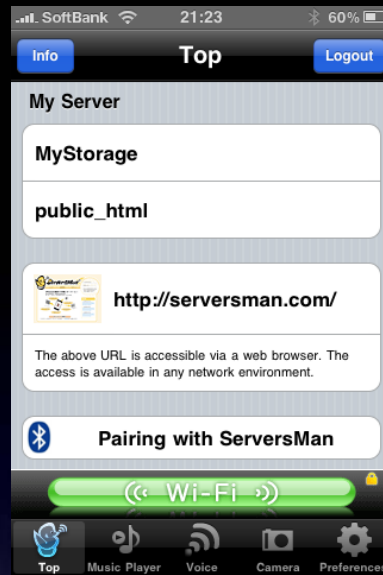 SoftBank 21:23 60%
Info Top Logout
My Server
MyStorage
public_html
ServersMan
http://serversman.com/
The above URL is accessible via a web browser. The
access is available in any network environment.
Pairing with ServersMan
Wi-Fi
Top Music Player Voice Camera Preferences